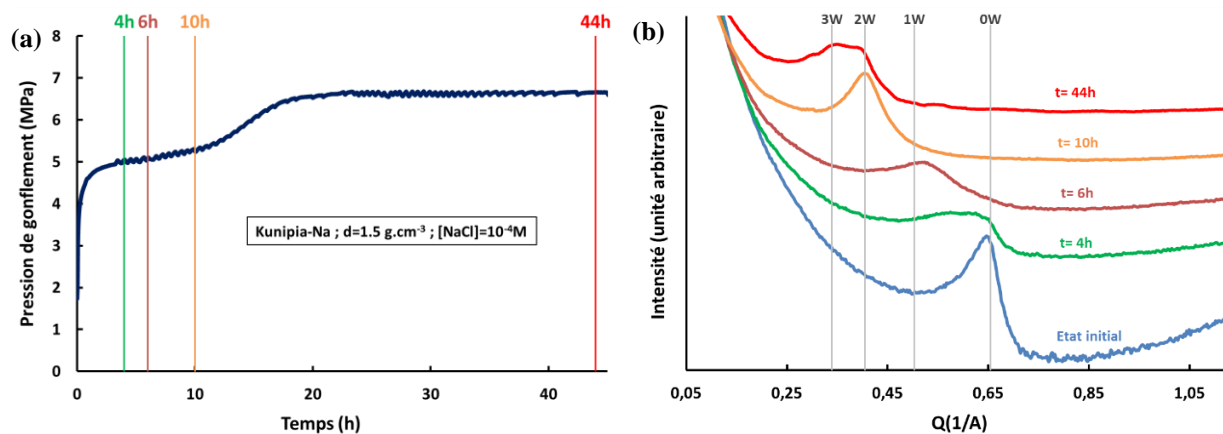 (a)
4h 6h 10h 44h
Pression de gonflement (MPa)
8
7
6
5
4
3
2
1
0
Kunipia-Na ; d=1.5 g.cm⁻³ ; [NaCl]=10⁻⁴M
0 10 20 30 40
Temps (h)
(b)
3W 2W 1W 0W
Intensité (unité arbitraire)
t= 44h
t= 10h
t= 6h
t= 4h
Etat initial
0,05 0,25 0,45 0,65 0,85 1,05
Q(1/A)